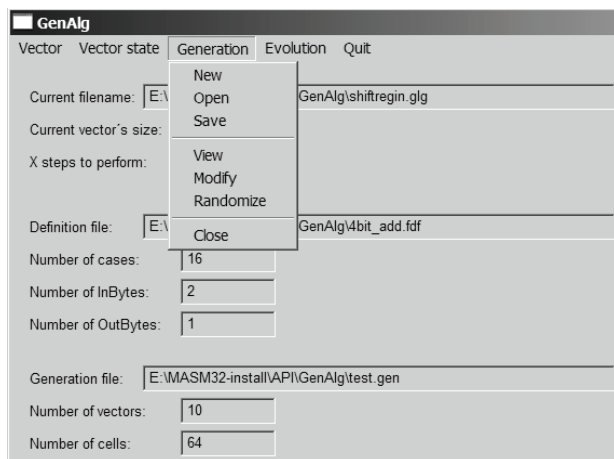 GenAlg
Vector Vector state Generation Evolution Quit
New
Current filename: E:\ Open GenAlg\shiftregin.glg
Save
Current vector´s size:
View
X steps to perform:
Modify
Randomize
Definition file: E:\ Close GenAlg\4bit_add.fdf
Number of cases: 16
Number of InBytes: 2
Number of OutBytes: 1
Generation file: E:\MASM32-install\API\GenAlg\test.gen
Number of vectors: 10
Number of cells: 64